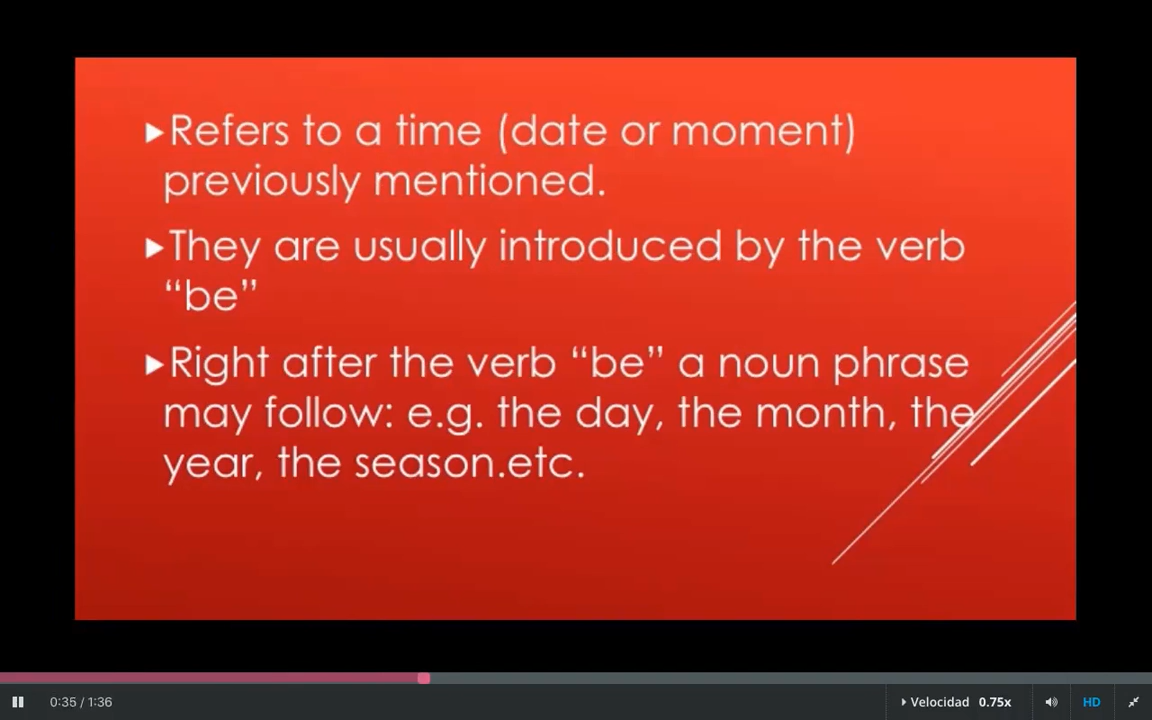 ▶Refers to a time (date or moment)
previously mentioned.
▶They are usually introduced by the verb
“be”
▶Right after the verb “be” a noun phrase
may follow: e.g. the day, the month, the
year, the season.etc.
0:35 / 1:36
Velocidad 0.75x
HD